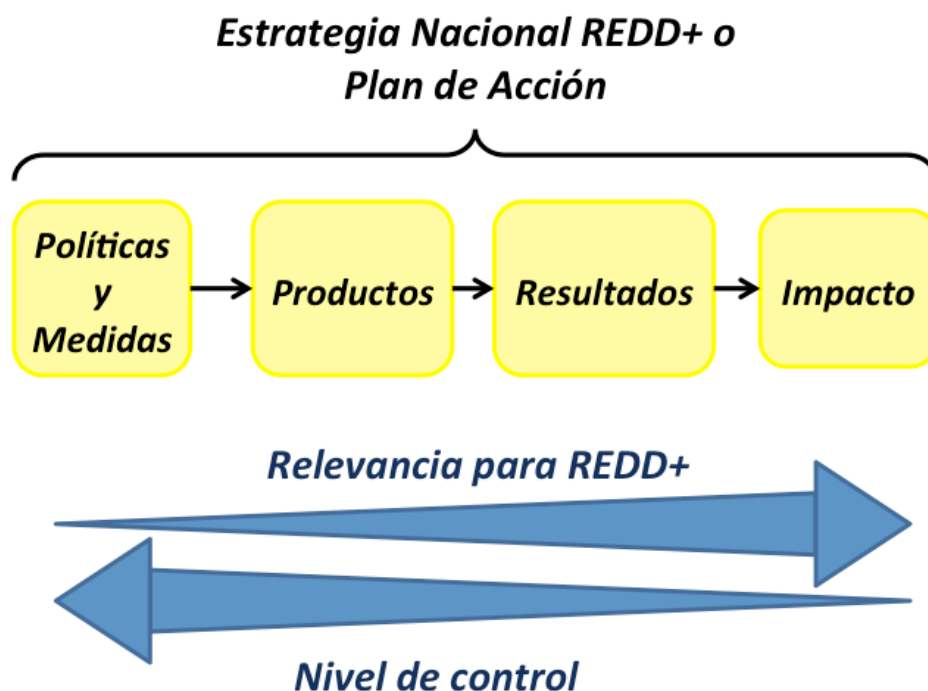 Estrategia Nacional REDD+ o
Plan de Acción
Políticas
y
Medidas
Productos
Resultados
Impacto
Relevancia para REDD+
Nivel de control